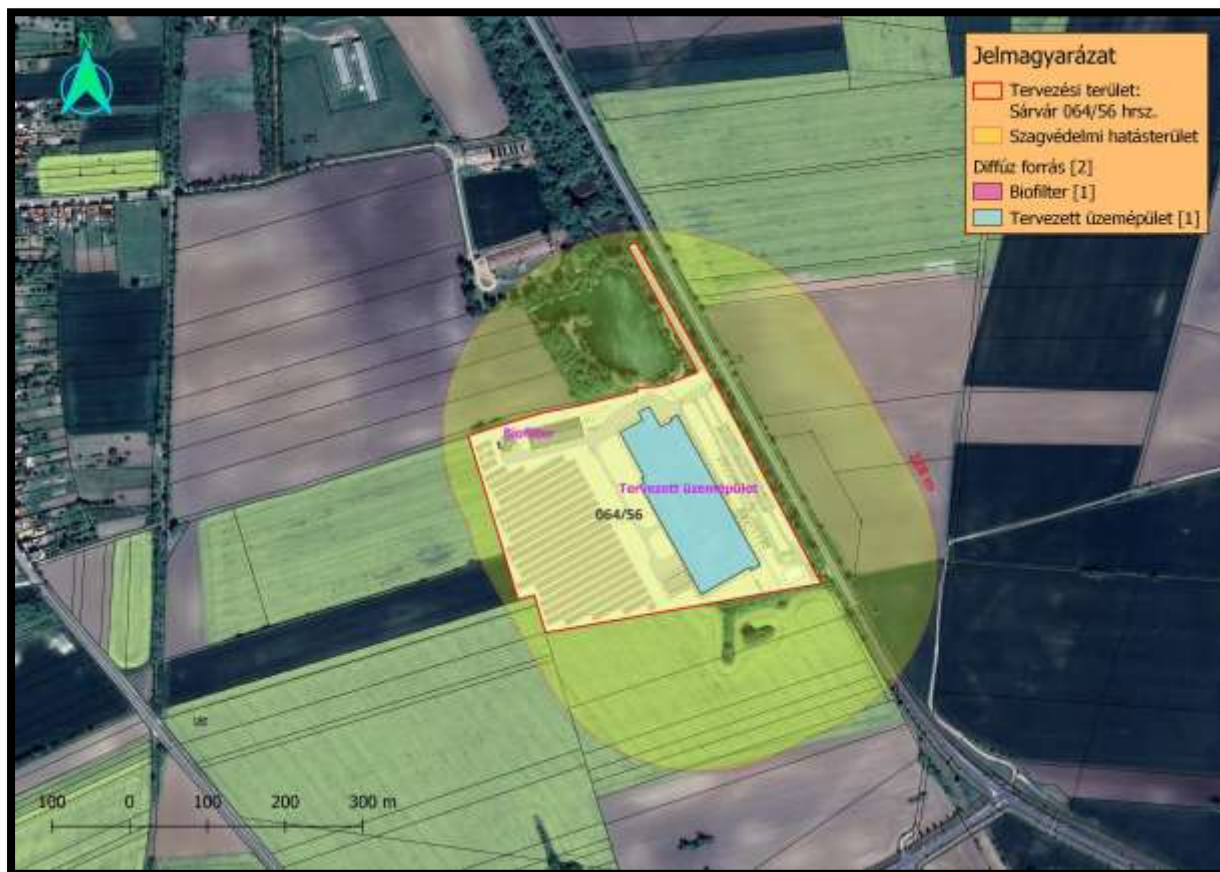 N
Jelmagyarázat
Tervezési terület:
Sárvár 064/56 hrsz.
Szagvédelmi hatásterület
Diffúz forrás [2]
Biofilter [1]
Tervezett üzemépület [1]
Biofilter
Tervezett üzemépület
064/56
100 0 100 200 300 m